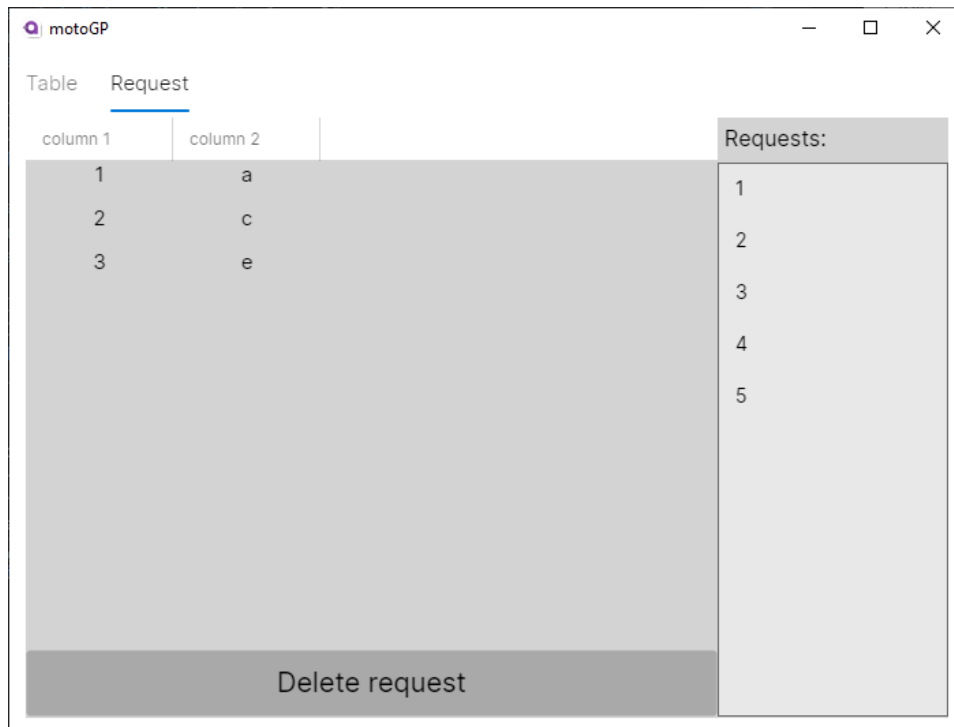 motoGP
Table Request
column 1 column 2 Requests:
1 a 1
2 c 2
3 e 3
4
5
Delete request